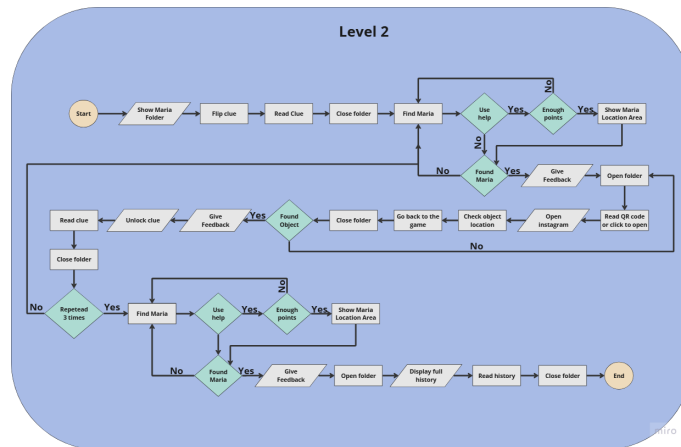 Level 2
Start
Show Maria
Folder
Flip clue
Read Clue
Close folder
Find Maria
Use
help
Yes
Enough
points
No
Yes
Show Maria
Location Area
No
No
Found
Maria
Yes
Give
Feedback
Open folder
Read clue
Unlock clue
Give
Feedback
Yes
Found
Object
Close folder
Go back to the
game
Check object
location
Open
instagram
Read QR code
or click to open
No
Close folder
No
Repetead
3 times
Yes
Find Maria
Use
help
Yes
Enough
points
No
Yes
Show Maria
Location Area
No
Found
Maria
Yes
Give
Feedback
Open folder
Display full
history
Read history
Close folder
End
miro